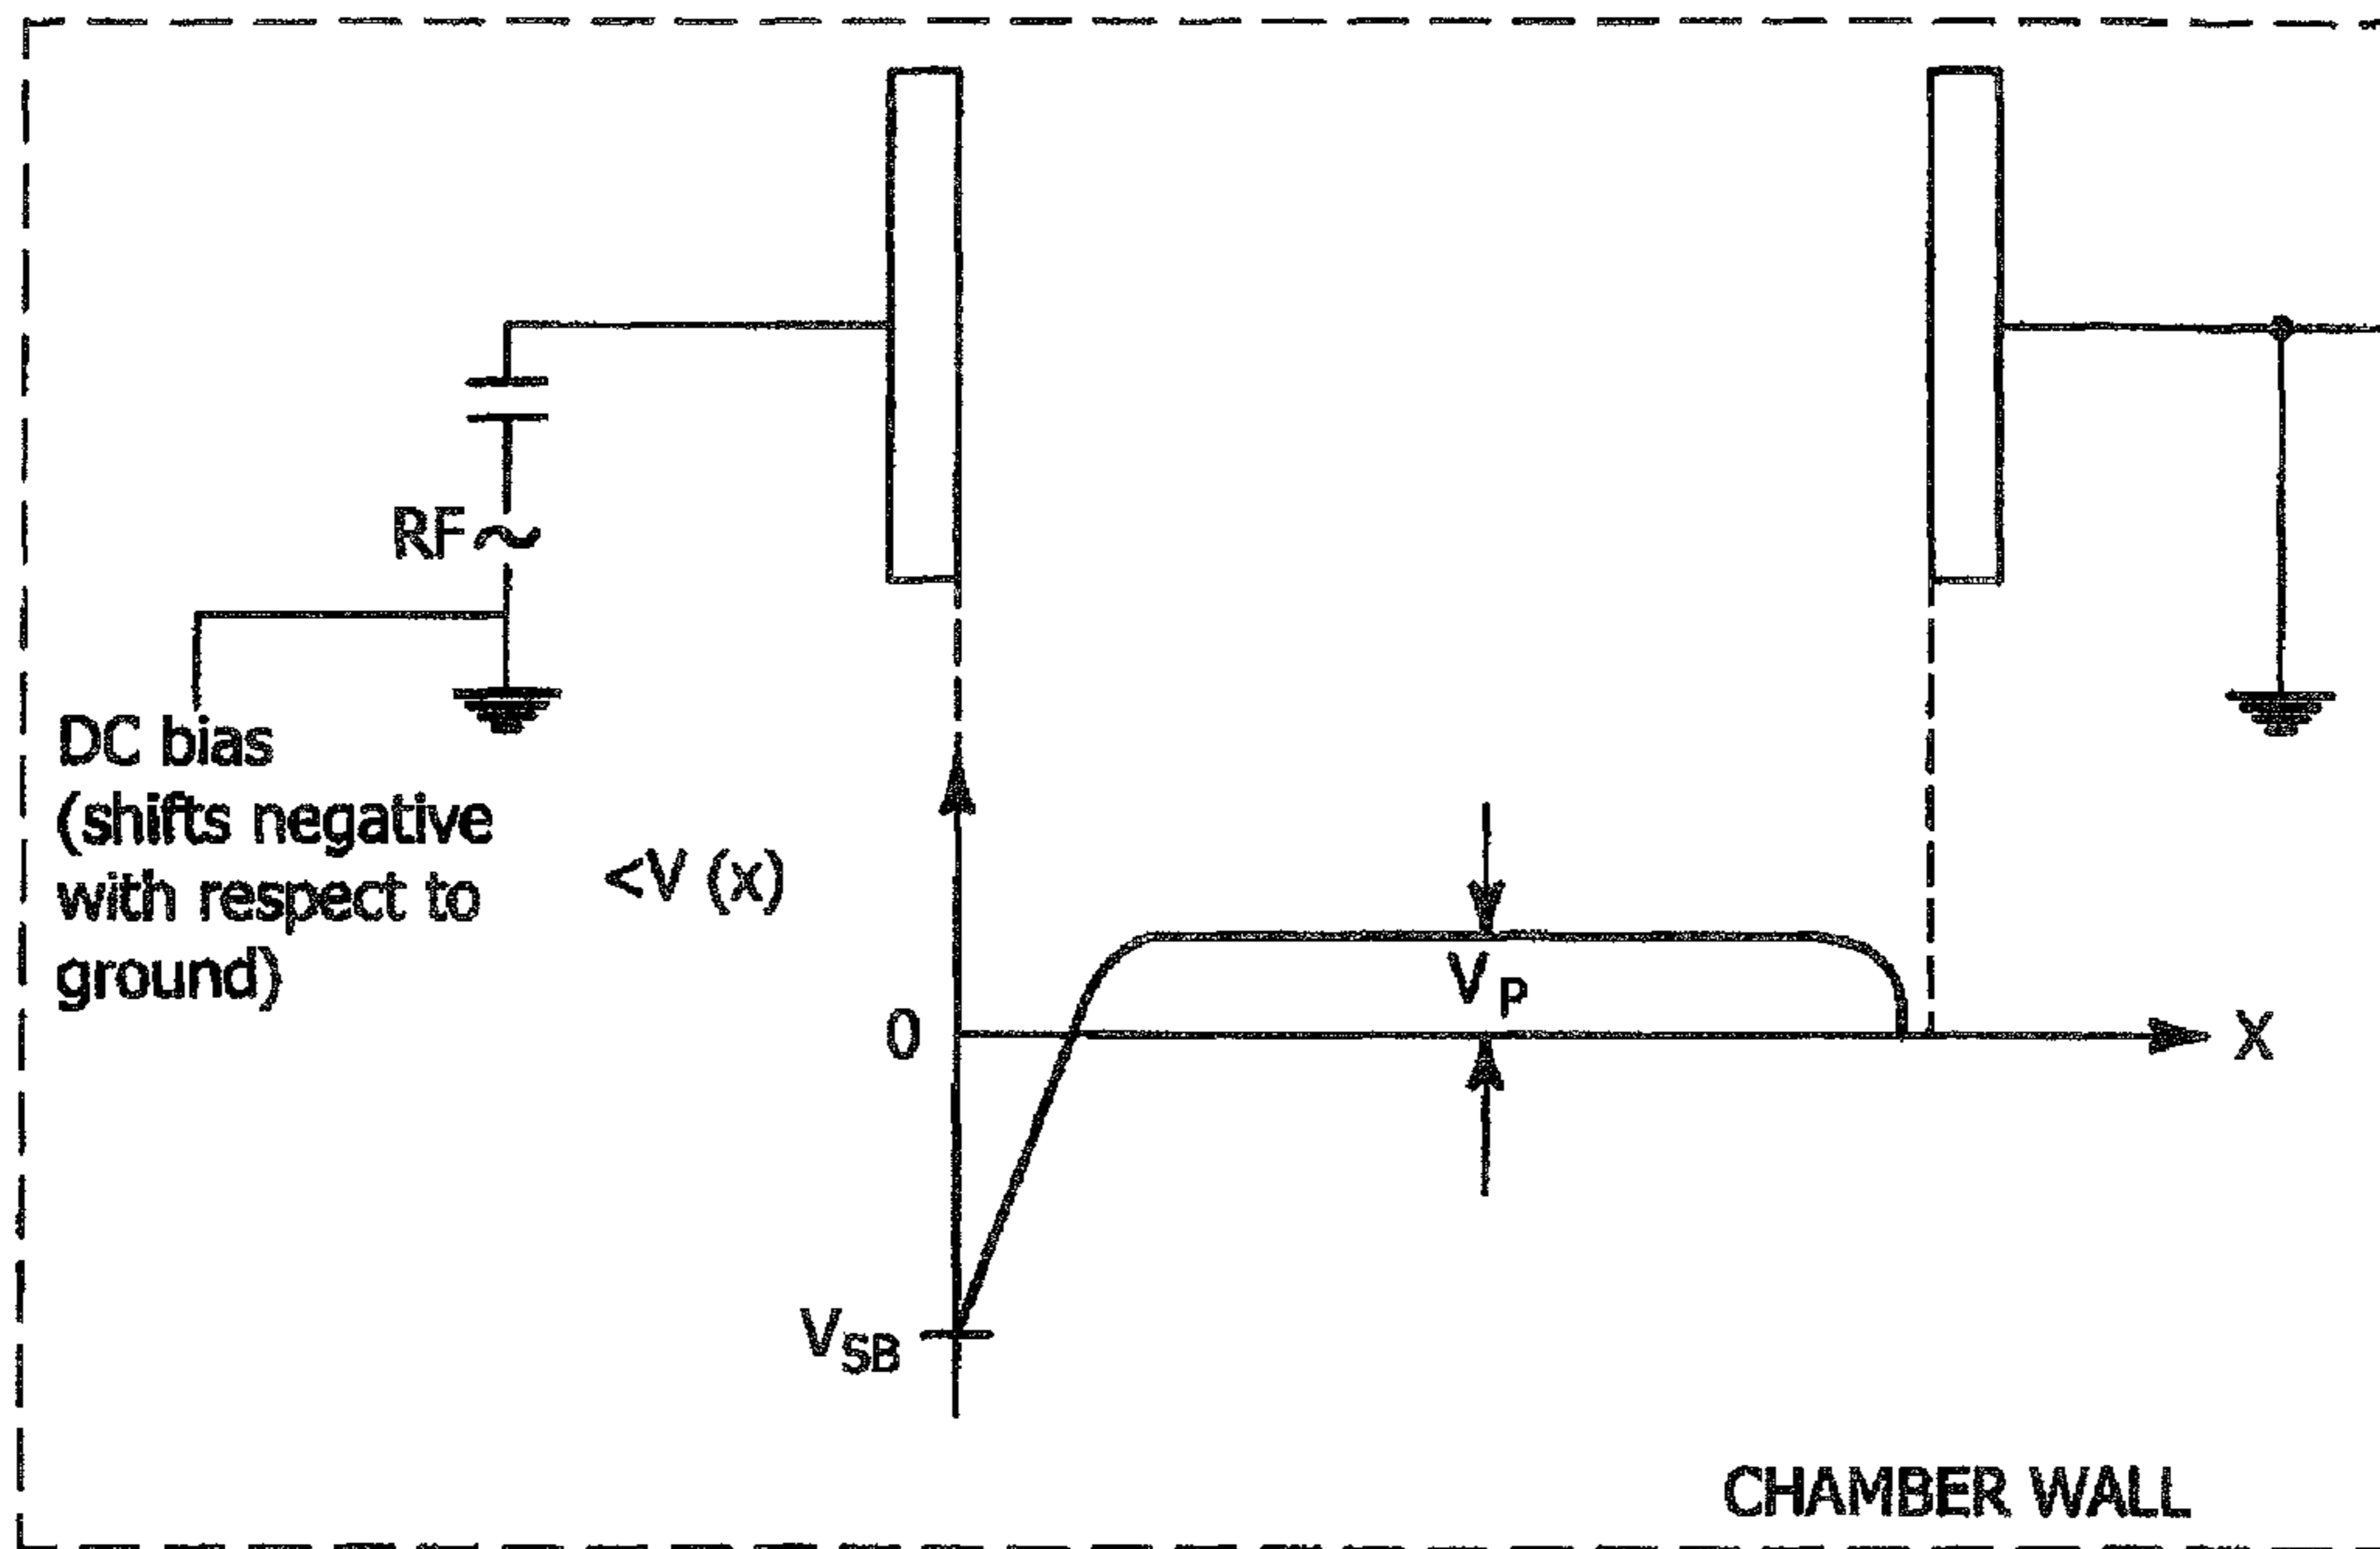 RF~
DC bias
(shifts negative
with respect to
ground)
<V (x)
V_P
0
X
V_SB
CHAMBER WALL